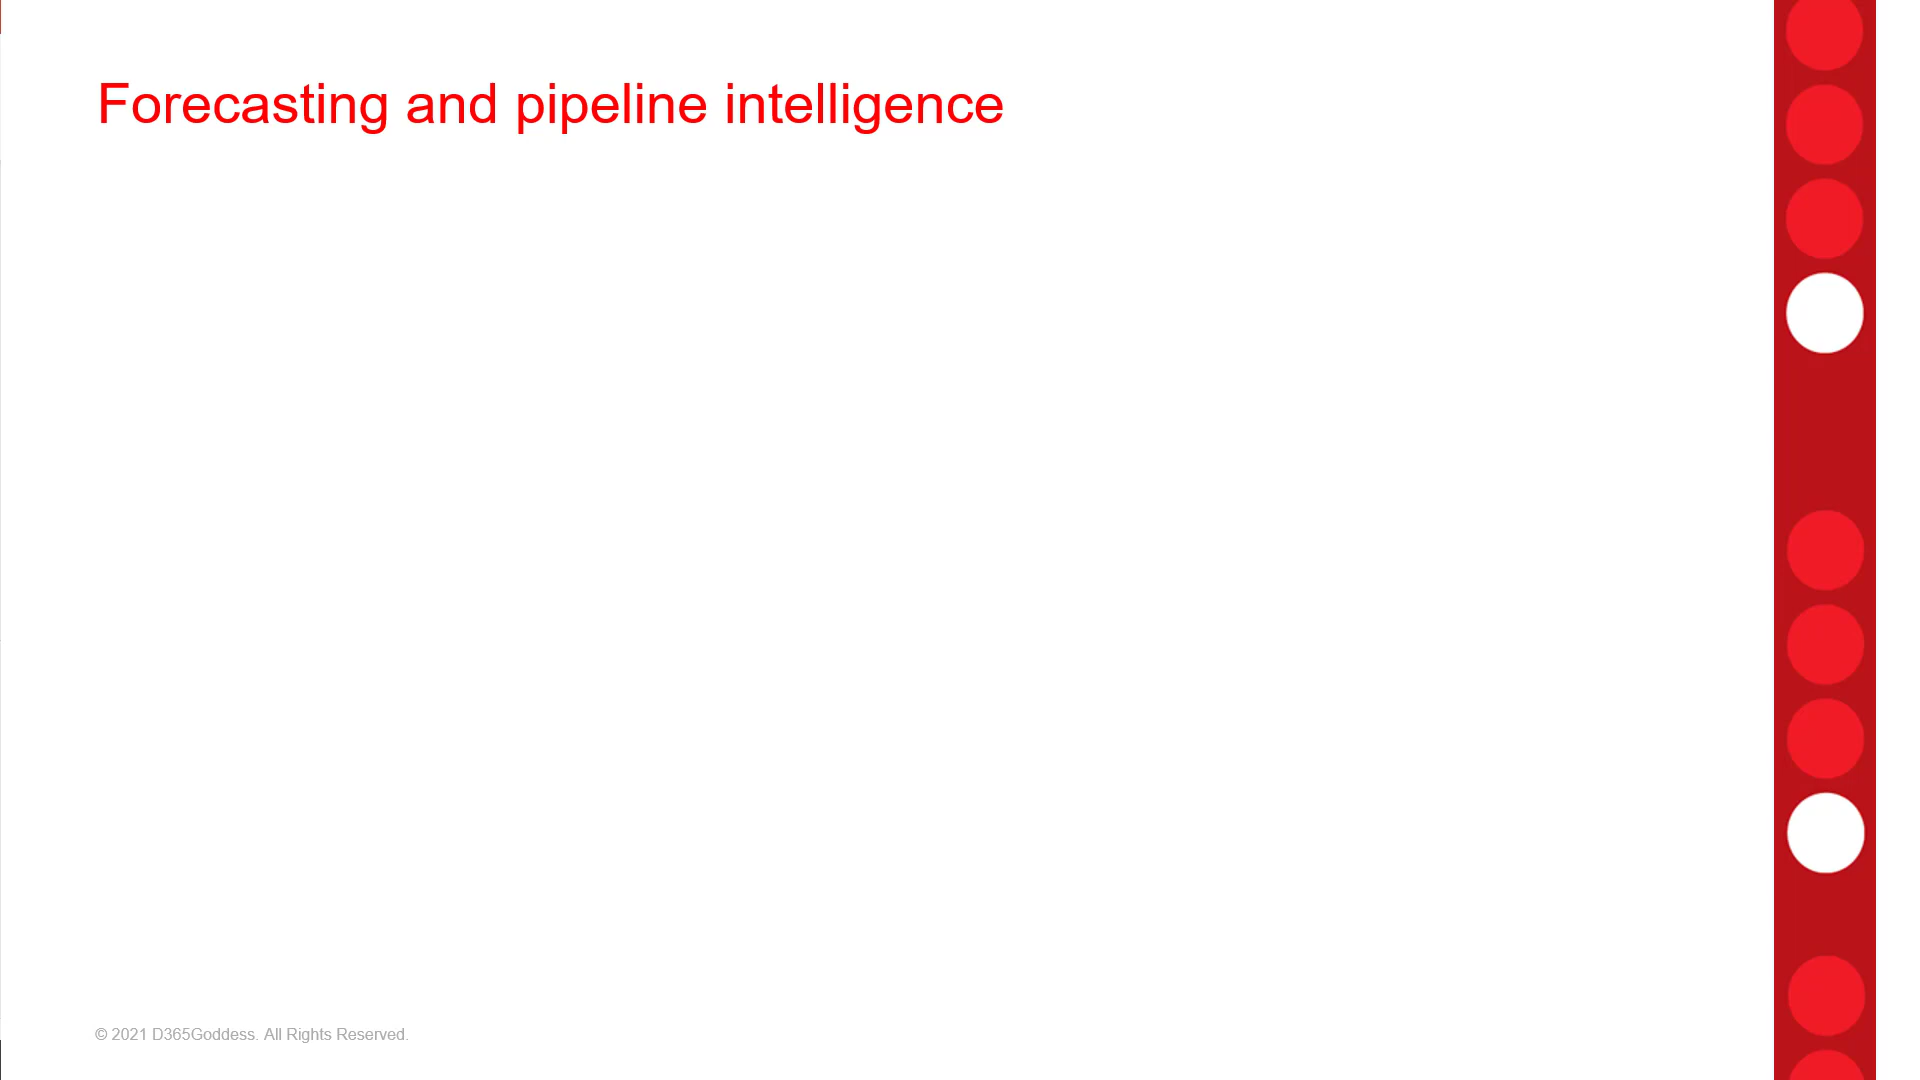 Forecasting and pipeline intelligence
© 2021 D365Goddess. All Rights Reserved.